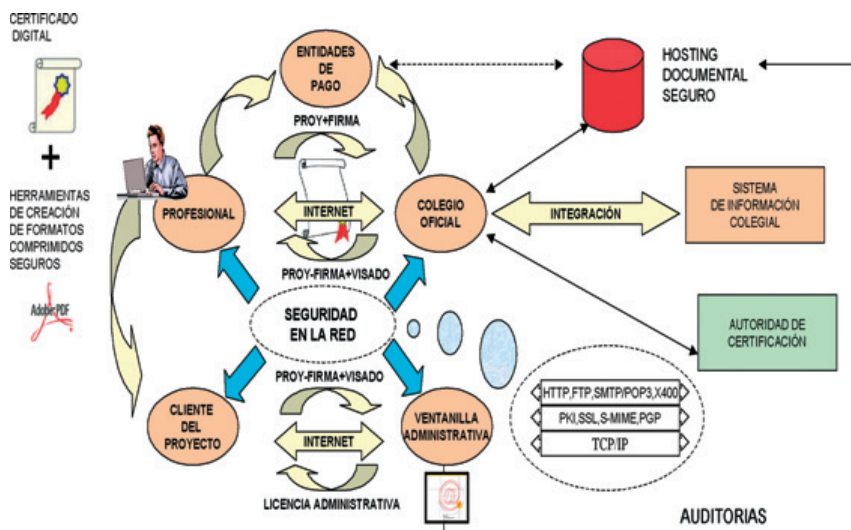 CERTIFICADO
DIGITAL
+
HERRAMIENTAS
DE CREACIÓN
DE FORMATOS
COMPRIMIDOS
SEGUROS
Adobe PDF
ENTIDADES
DE
PAGO
PROY+FIRMA
PROFESIONAL
INTERNET
COLEGIO
OFICIAL
PROY-FIRMA+VISADO
HOSTING
DOCUMENTAL
SEGURO
INTEGRACIÓN
SISTEMA
DE INFORMACIÓN
COLEGIAL
AUTORIDAD DE
CERTIFICACIÓN
SEGURIDAD
EN LA RED
PROY-FIRMA+VISADO
CLIENTE
DEL
PROYECTO
INTERNET
VENTANILLA
ADMINISTRATIVA
LICENCIA ADMINISTRATIVA
@
HTTP,FTP,SMTP/POP3,X400
PKI,SSL,S-MIME,PGP
TCP/IP
AUDITORIAS